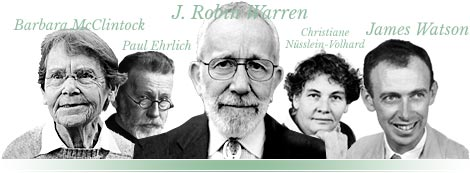 J. Robin Warren
Barbara McClintock
Paul Ehrlich
Christiane
Nüsslein-Volhard
James Watson